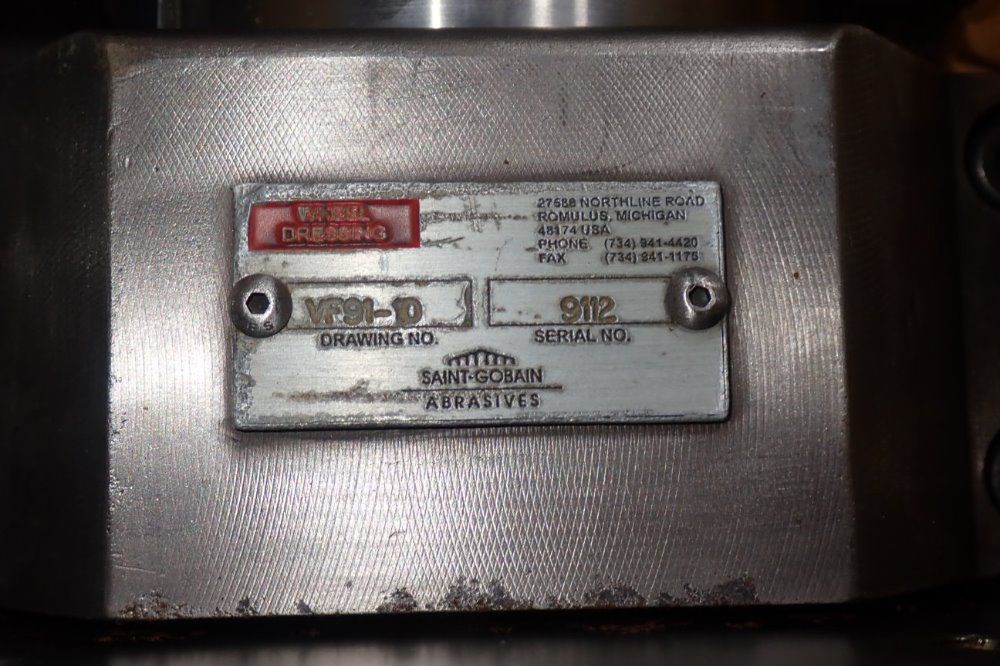 WHEEL
DRESSING
27588 NORTHLINE ROAD
ROMULUS, MICHIGAN
48174 USA
PHONE (734) 941-4420
FAX (734) 941-1175
VF91-1D
DRAWING NO.
9112
SERIAL NO.
SAINT-GOBAIN
ABRASIVES